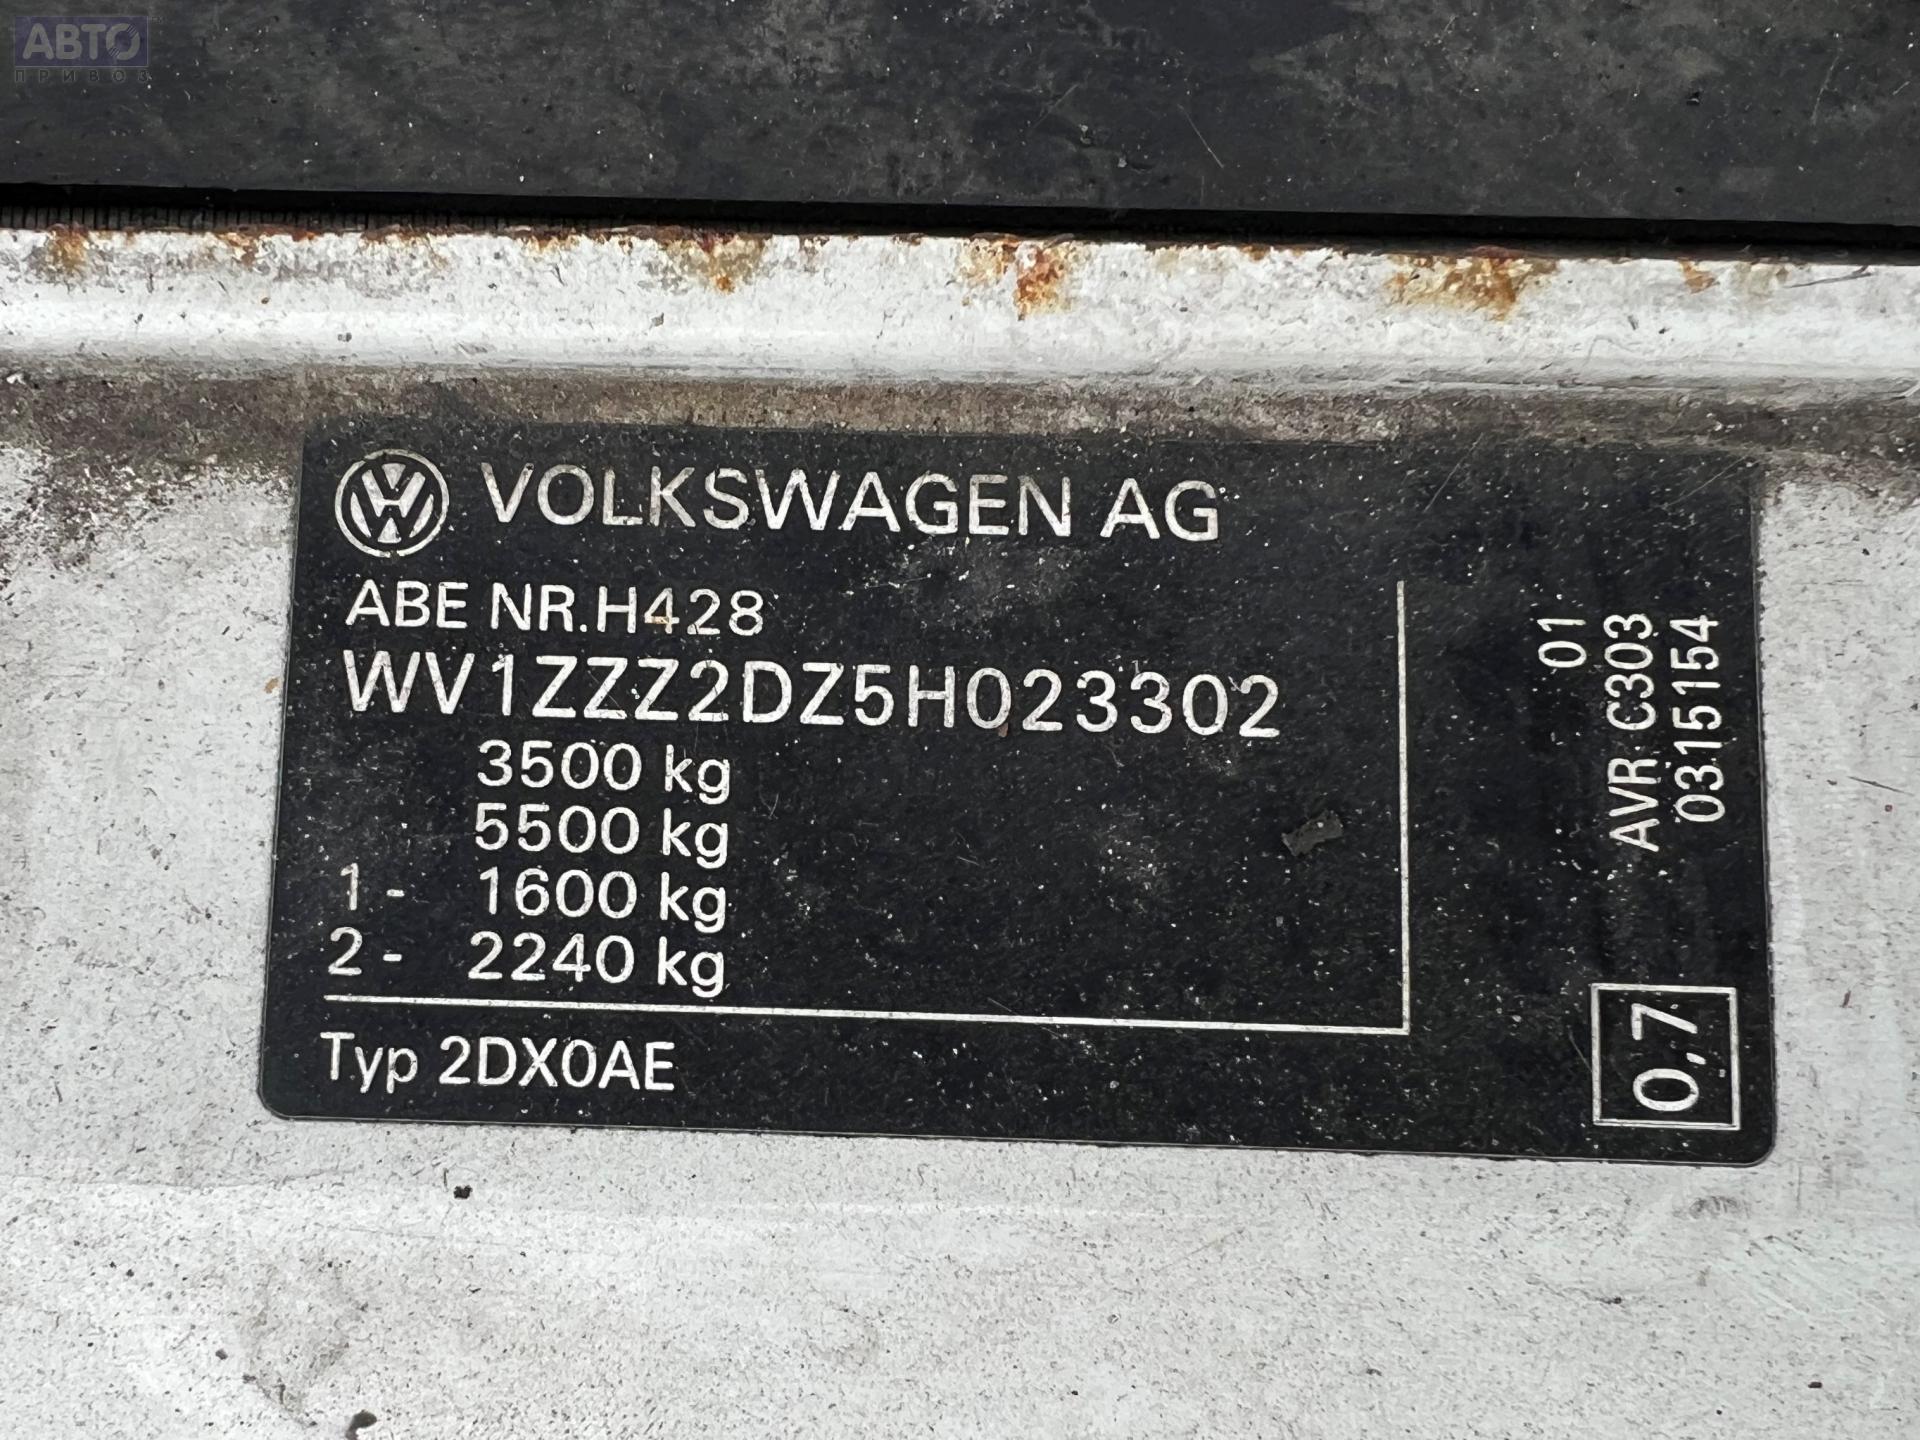 АВТО
ПРИВОЗ
VOLKSWAGEN AG
ABE NR.H428
WV1ZZZ2DZ5H023302
3500 kg
5500 kg
1 - 1600 kg
2 - 2240 kg
Typ 2DX0AE
01
AVR C303
0315154
0,7